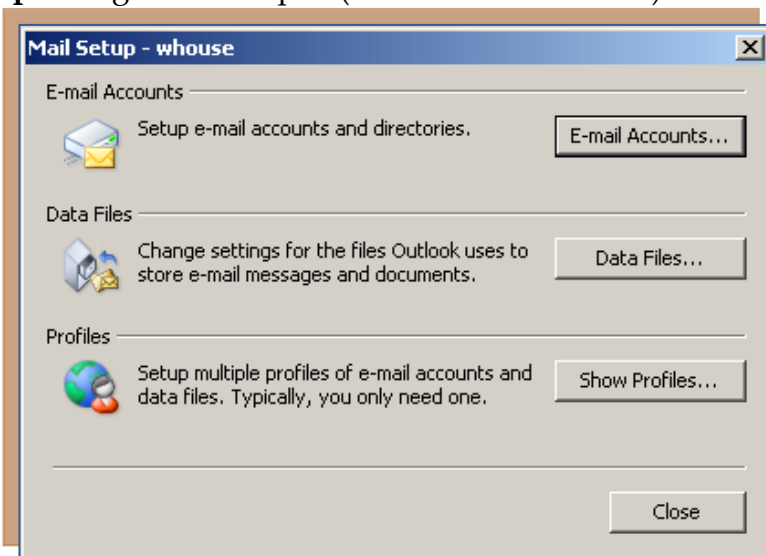 Mail Setup - whouse
E-mail Accounts
Setup e-mail accounts and directories.
E-mail Accounts...
Data Files
Change settings for the files Outlook uses to
store e-mail messages and documents.
Data Files...
Profiles
Setup multiple profiles of e-mail accounts and
data files. Typically, you only need one.
Show Profiles...
Close